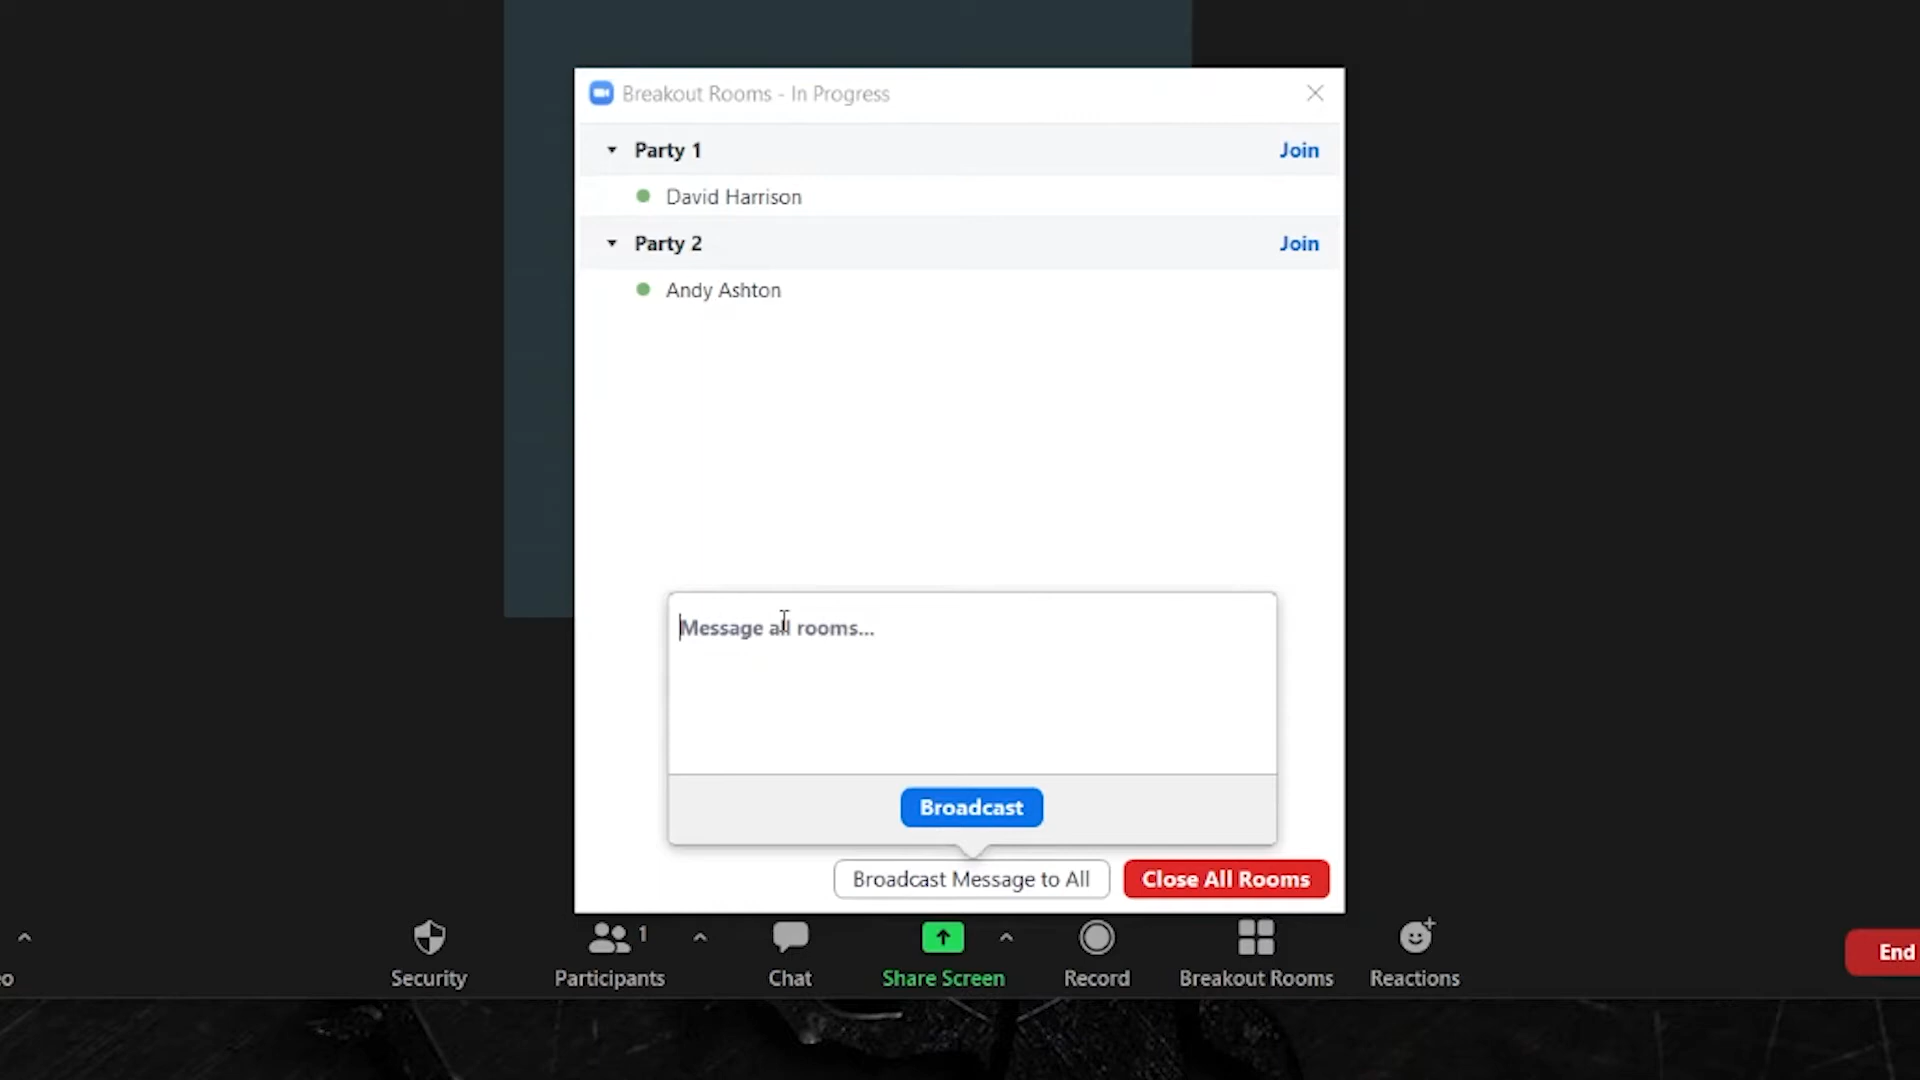 Breakout Rooms - In Progress
Party 1
Join
David Harrison
Party 2
Join
Andy Ashton
Message all rooms...
Broadcast
Broadcast Message to All
Close All Rooms
1
Security
Participants
Chat
Share Screen
Record
Breakout Rooms
Reactions
End